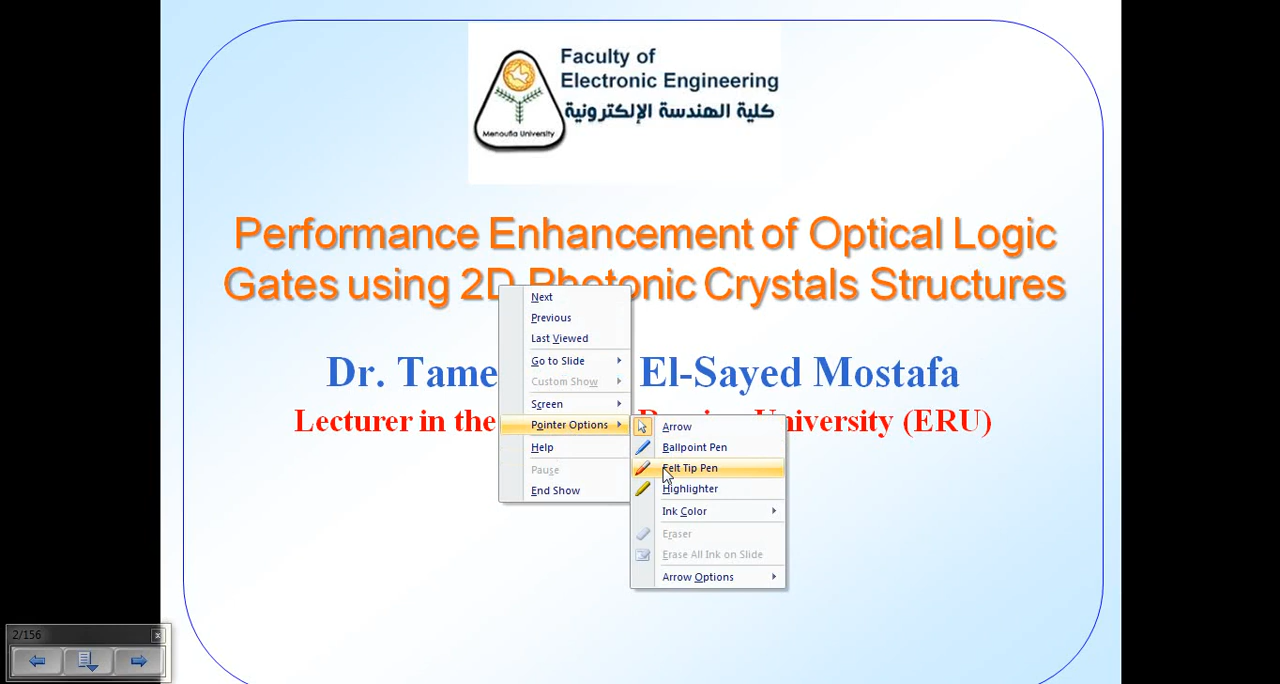 Faculty of
Electronic Engineering
كلية الهندسة الإلكترونية
Menoufia University
Performance Enhancement of Optical Logic
Gates using 2D Photonic Crystals Structures
Dr. Tame El-Sayed Mostafa
Lecturer in the University (ERU)
Next
Previous
Last Viewed
Go to Slide
Custom Show
Screen
Pointer Options
Help
Pause
End Show
Arrow
Ballpoint Pen
Felt Tip Pen
Highlighter
Ink Color
Eraser
Erase All Ink on Slide
Arrow Options
2/156